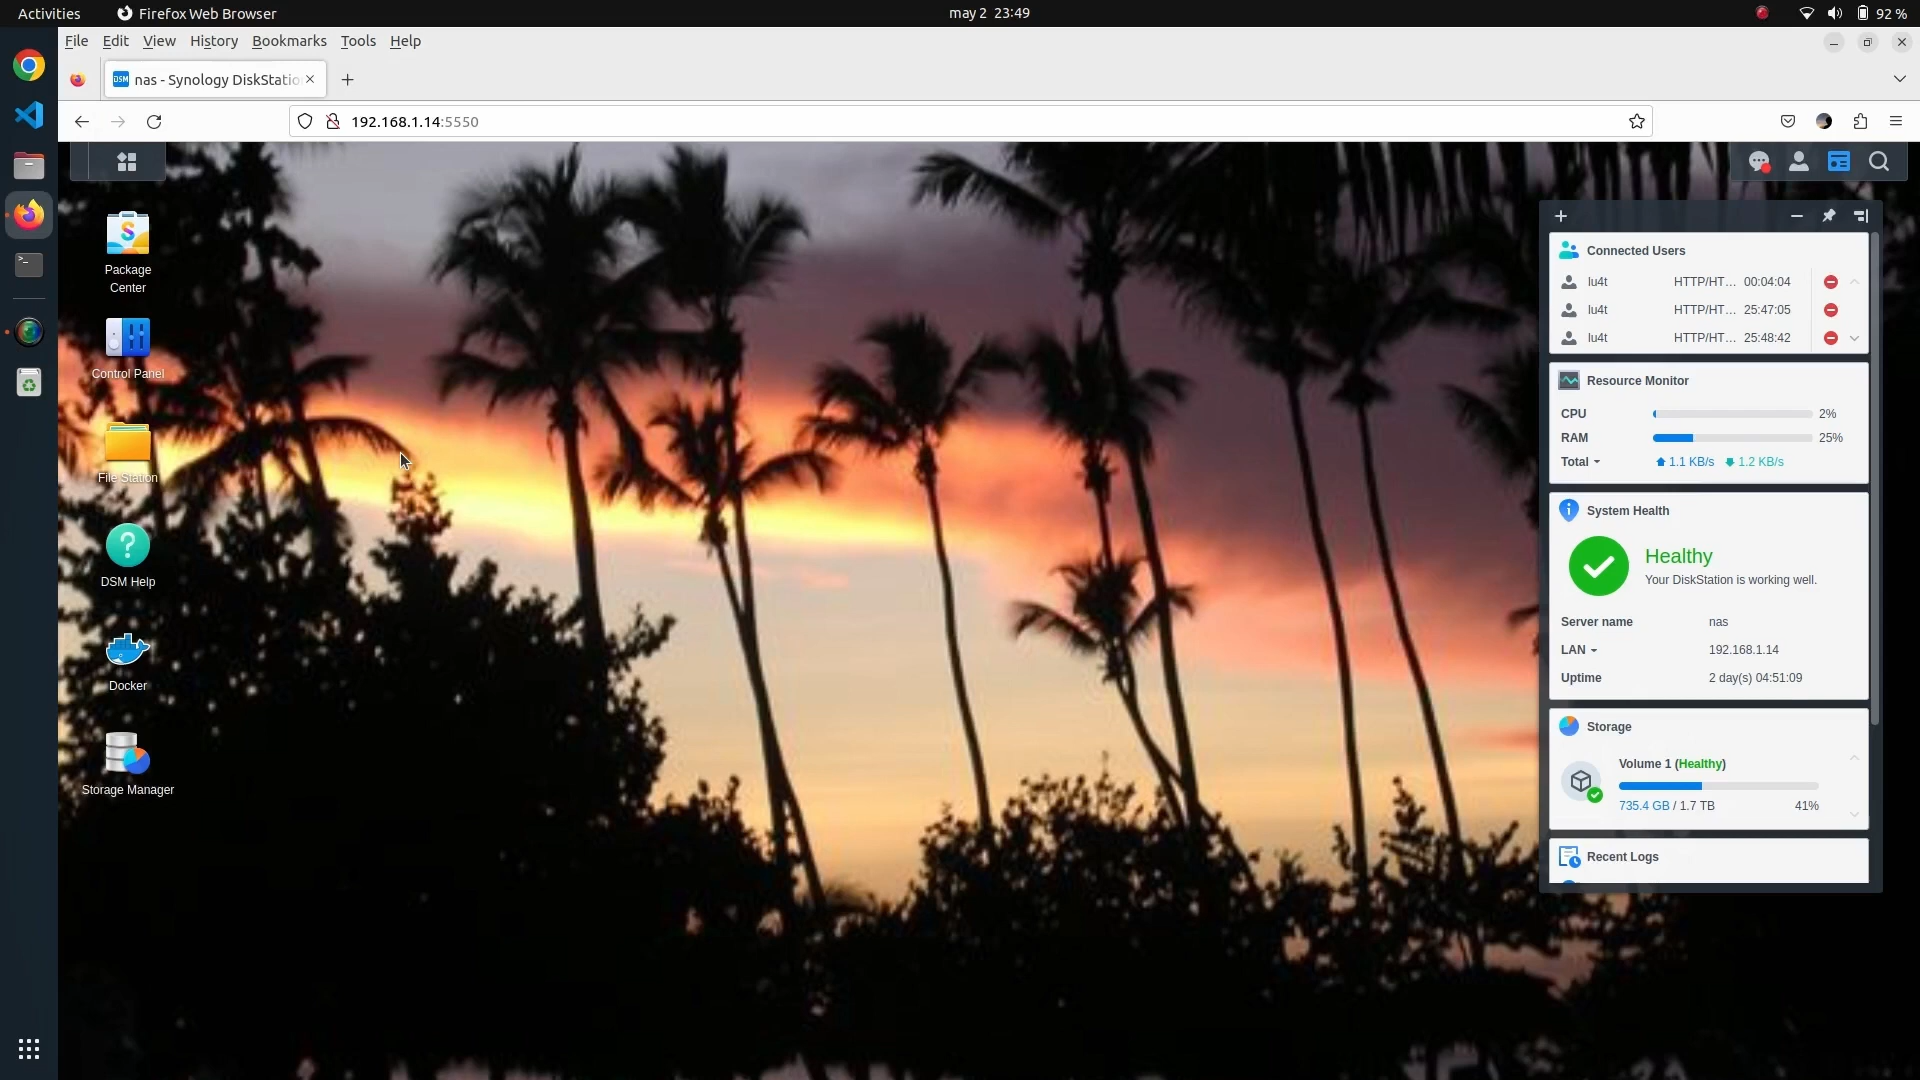 Activities
Firefox Web Browser
may 2 23:49
92 %
File Edit View History Bookmarks Tools Help
DSM nas - Synology DiskStatio
192.168.1.14:5550
Package
Center
Control Panel
File Station
DSM Help
Docker
Storage Manager
Connected Users
lu4t HTTP/HT... 00:04:04
lu4t HTTP/HT... 25:47:05
lu4t HTTP/HT... 25:48:42
Resource Monitor
CPU 2%
RAM 25%
Total 1.1 KB/s 1.2 KB/s
System Health
Healthy
Your DiskStation is working well.
Server name nas
LAN 192.168.1.14
Uptime 2 day(s) 04:51:09
Storage
Volume 1 (Healthy)
735.4 GB / 1.7 TB 41%
Recent Logs